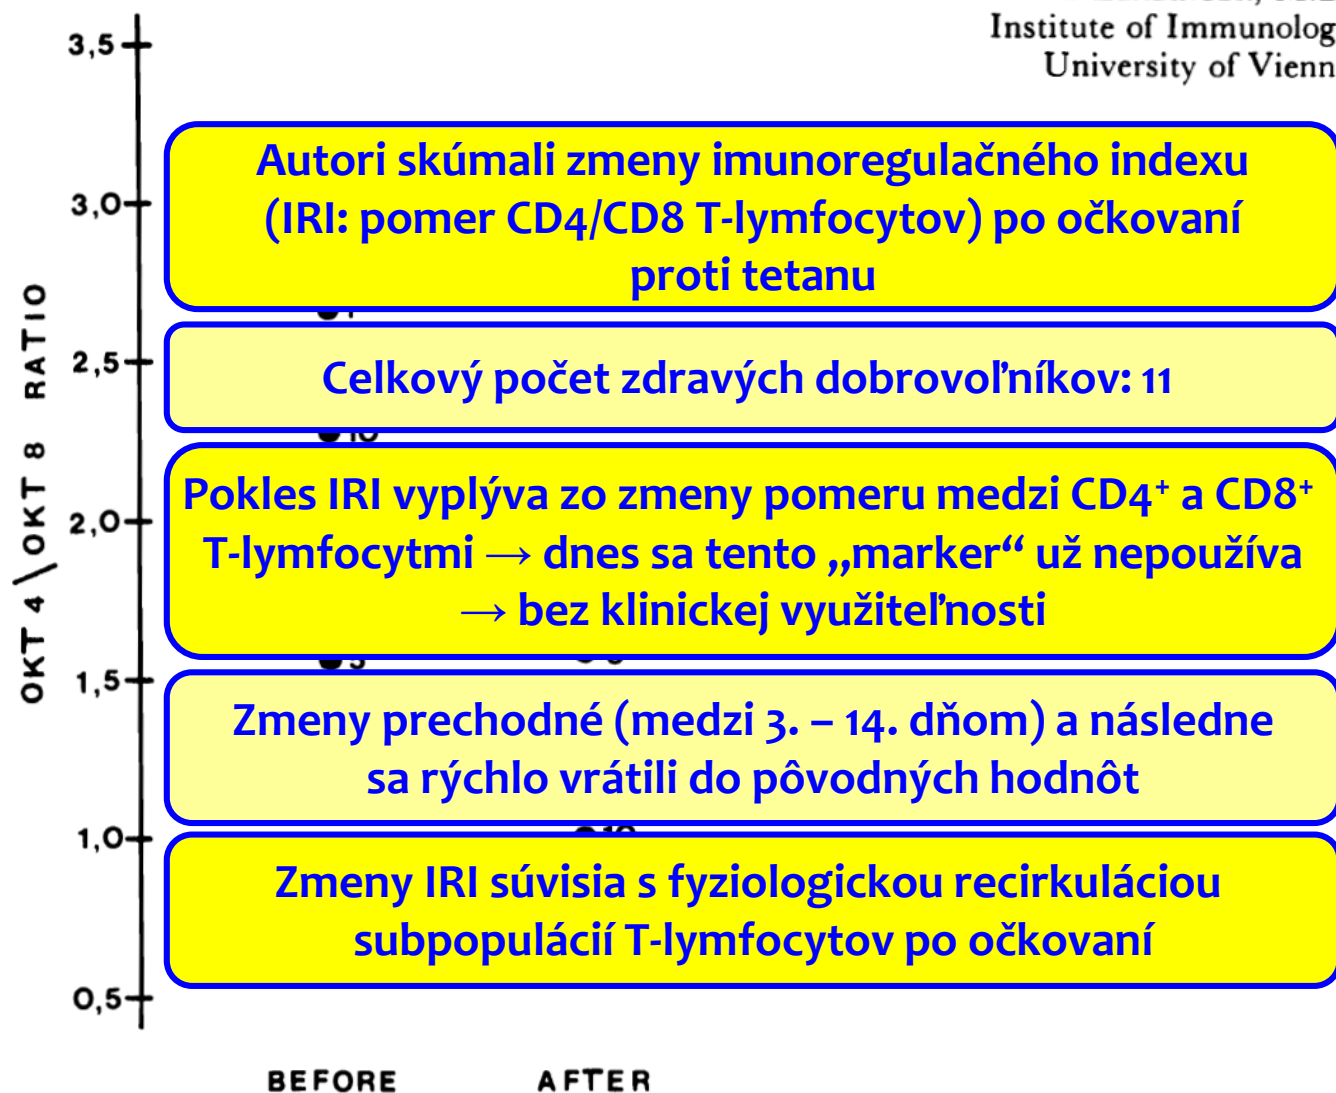 Institute of Immunolog
University of Vienn
3,5
3,0
2,5
2,0
1,5
1,0
0,5
OKT 4 \ OKT 8 RATIO
Autori skúmali zmeny imunoregulačného indexu
(IRI: pomer CD4/CD8 T-lymfocytov) po očkovaní
proti tetanu
Celkový počet zdravých dobrovoľníkov: 11
10
Pokles IRI vyplýva zo zmeny pomeru medzi CD4⁺ a CD8⁺
T-lymfocytmi → dnes sa tento „marker“ už nepoužíva
→ bez klinickej využiteľnosti
Zmeny prechodné (medzi 3. – 14. dňom) a následne
sa rýchlo vrátili do pôvodných hodnôt
Zmeny IRI súvisia s fyziologickou recirkuláciou
subpopulácií T-lymfocytov po očkovaní
BEFORE AFTER